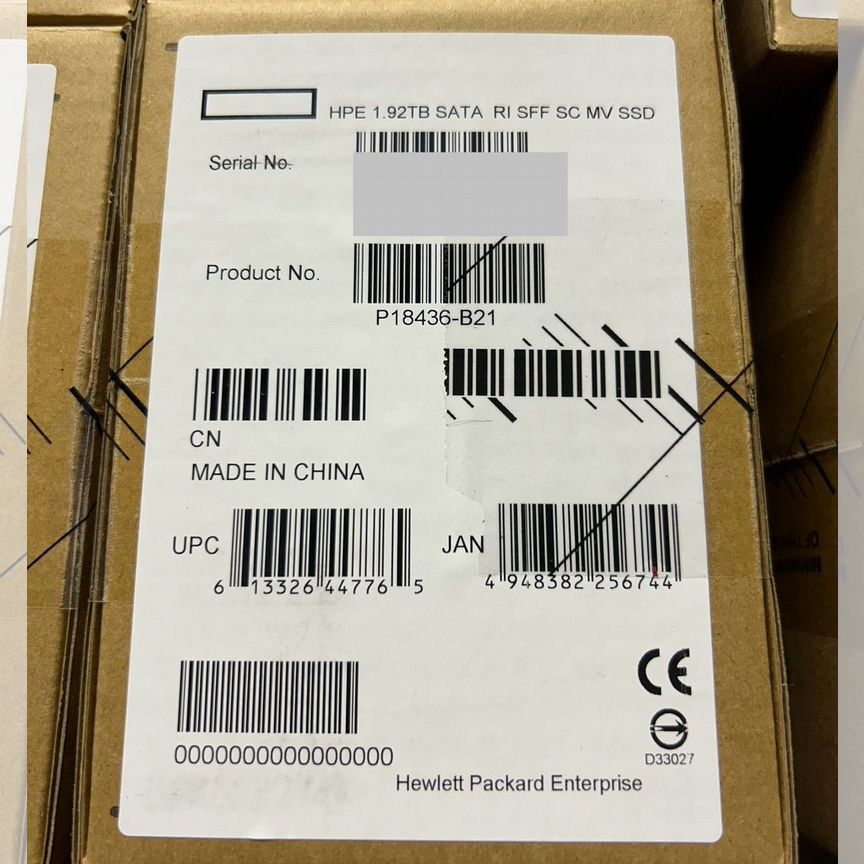 HPE 1.92TB SATA RI SFF SC MV SSD
Serial No.
Product No.
P18436-B21
CN
MADE IN CHINA
UPC
6 13326 44776 5
JAN
4 948382 256744
0000000000000000
CE
D33027
Hewlett Packard Enterprise